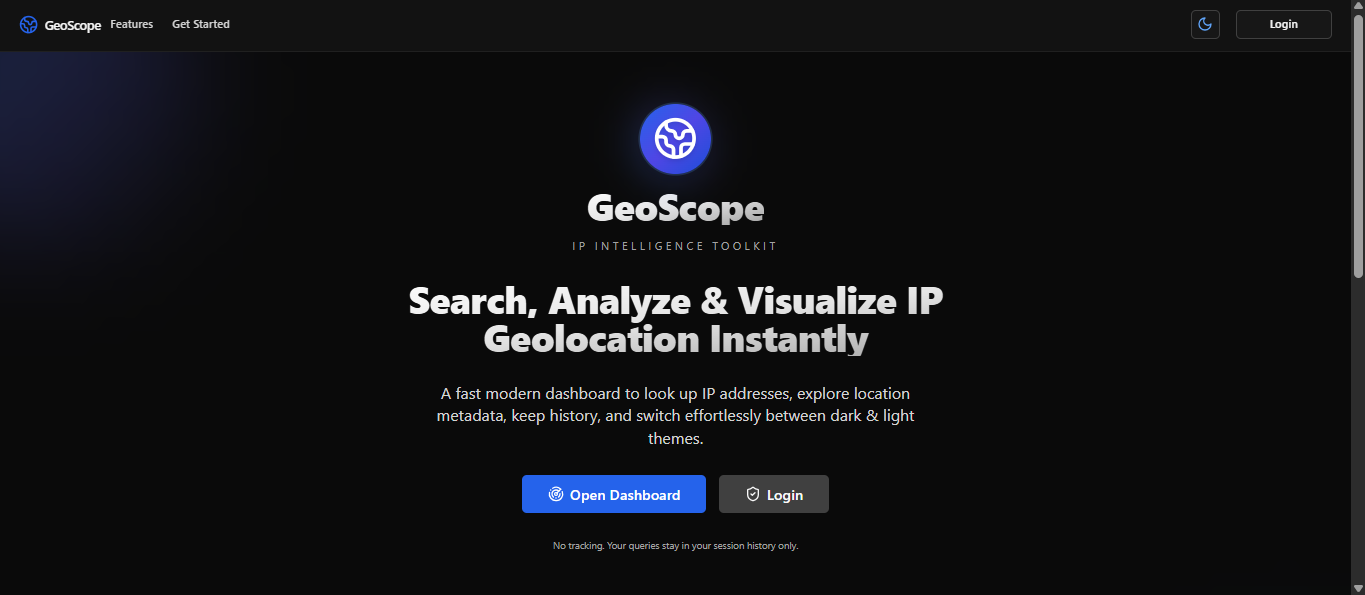 GeoScope Features Get Started Login
GeoScope
IP INTELLIGENCE TOOLKIT
Search, Analyze & Visualize IP
Geolocation Instantly
A fast modern dashboard to look up IP addresses, explore location
metadata, keep history, and switch effortlessly between dark & light
themes.
Open Dashboard Login
No tracking. Your queries stay in your session history only.